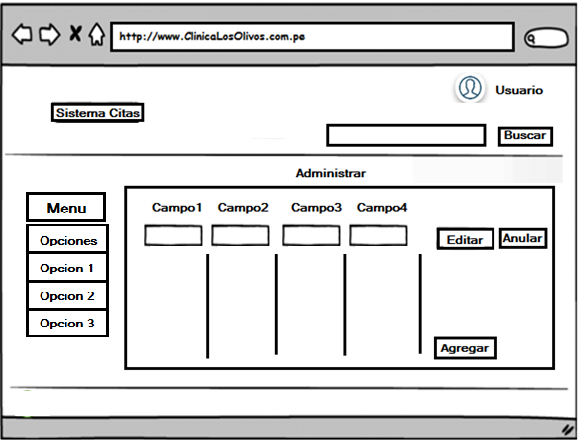 http://www.ClinicaLosOlivos.com.pe
Usuario
Sistema Citas
Buscar
Administrar
Menu
Campo1 Campo2 Campo3 Campo4
Opciones
Editar Anular
Opcion 1
Opcion 2
Opcion 3
Agregar